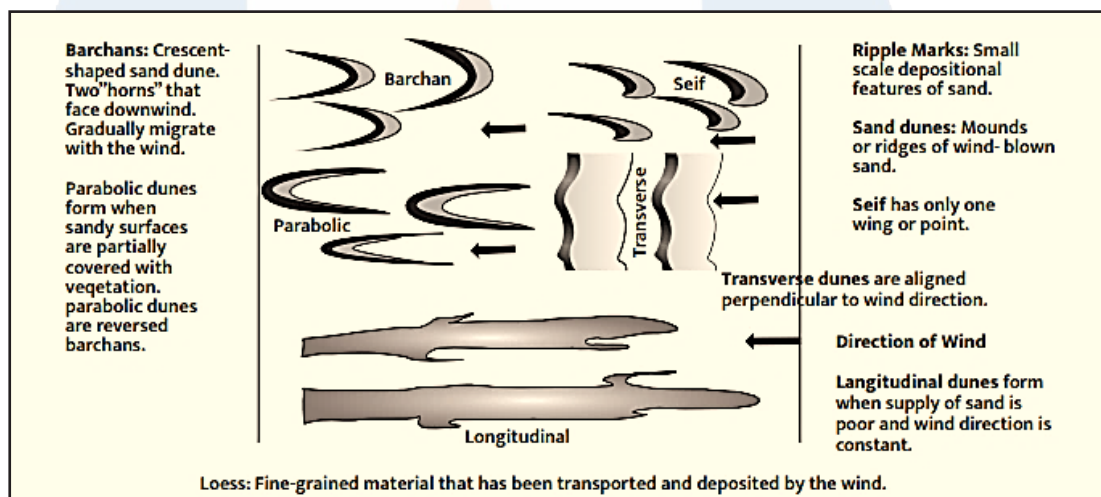 Barchans: Crescent-
shaped sand dune.
Two"horns" that
face downwind.
Gradually migrate
with the wind.
Parabolic dunes
form when
sandy surfaces
are partially
covered with
veqetation.
parabolic dunes
are reversed
barchans.
Barchan
Seif
Parabolic
Transverse
Longitudinal
Ripple Marks: Small
scale depositional
features of sand.
Sand dunes: Mounds
or ridges of wind- blown
sand.
Seif has only one
wing or point.
Transverse dunes are aligned
perpendicular to wind direction.
Direction of Wind
Langitudinal dunes form
when supply of sand is
poor and wind direction is
constant.
Loess: Fine-grained material that has been transported and deposited by the wind.